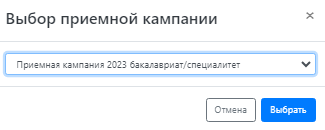 Выбор приемной кампании
×
Приемная кампания 2023 бакалавриат/специалитет
Отмена
Выбрать